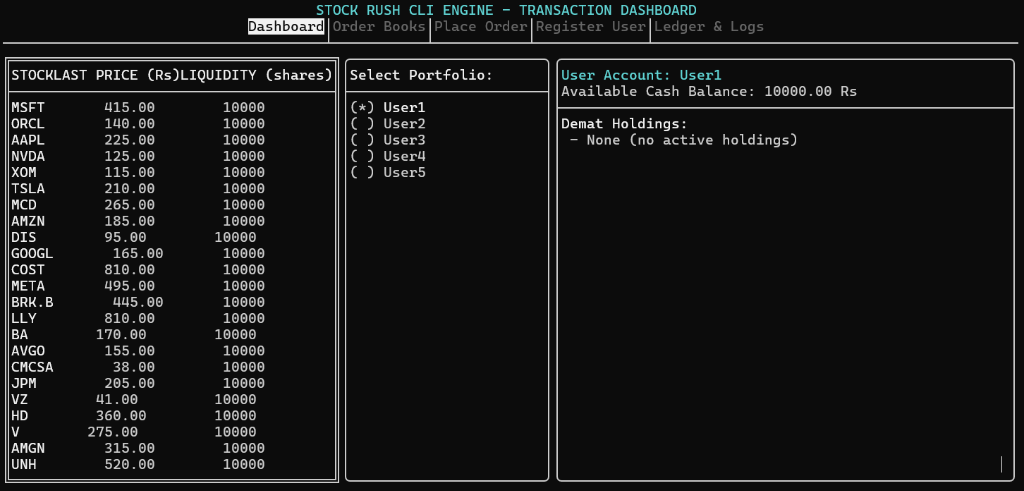 STOCK RUSH CLI ENGINE - TRANSACTION DASHBOARD
Dashboard Order Books Place Order Register User Ledger & Logs
STOCKLAST PRICE (Rs)LIQUIDITY (shares)
MSFT 415.00 10000
ORCL 140.00 10000
AAPL 225.00 10000
NVDA 125.00 10000
XOM 115.00 10000
TSLA 210.00 10000
MCD 265.00 10000
AMZN 185.00 10000
DIS 95.00 10000
GOOGL 165.00 10000
COST 810.00 10000
META 495.00 10000
BRK.B 445.00 10000
LLY 810.00 10000
BA 170.00 10000
AVGO 155.00 10000
CMCSA 38.00 10000
JPM 205.00 10000
VZ 41.00 10000
HD 360.00 10000
V 275.00 10000
AMGN 315.00 10000
UNH 520.00 10000
Select Portfolio:
(*) User1
( ) User2
( ) User3
( ) User4
( ) User5
User Account: User1
Available Cash Balance: 10000.00 Rs
Demat Holdings:
- None (no active holdings)